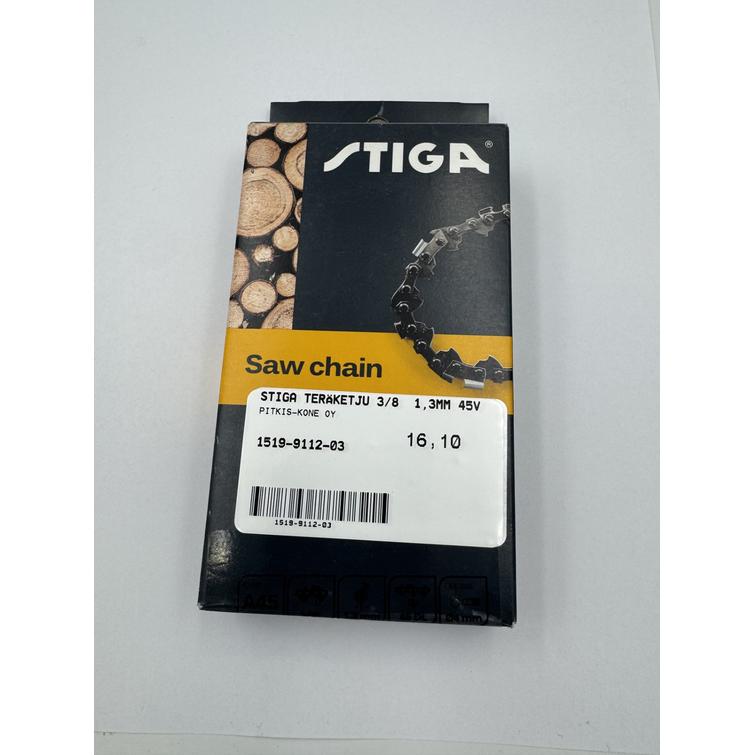 STIGA®
Saw chain
STIGA TERÄKETJU 3/8 1,3MM 45V
PITKIS-KONE OY
1519-9112-03 16,10
1519-9112-03
A45